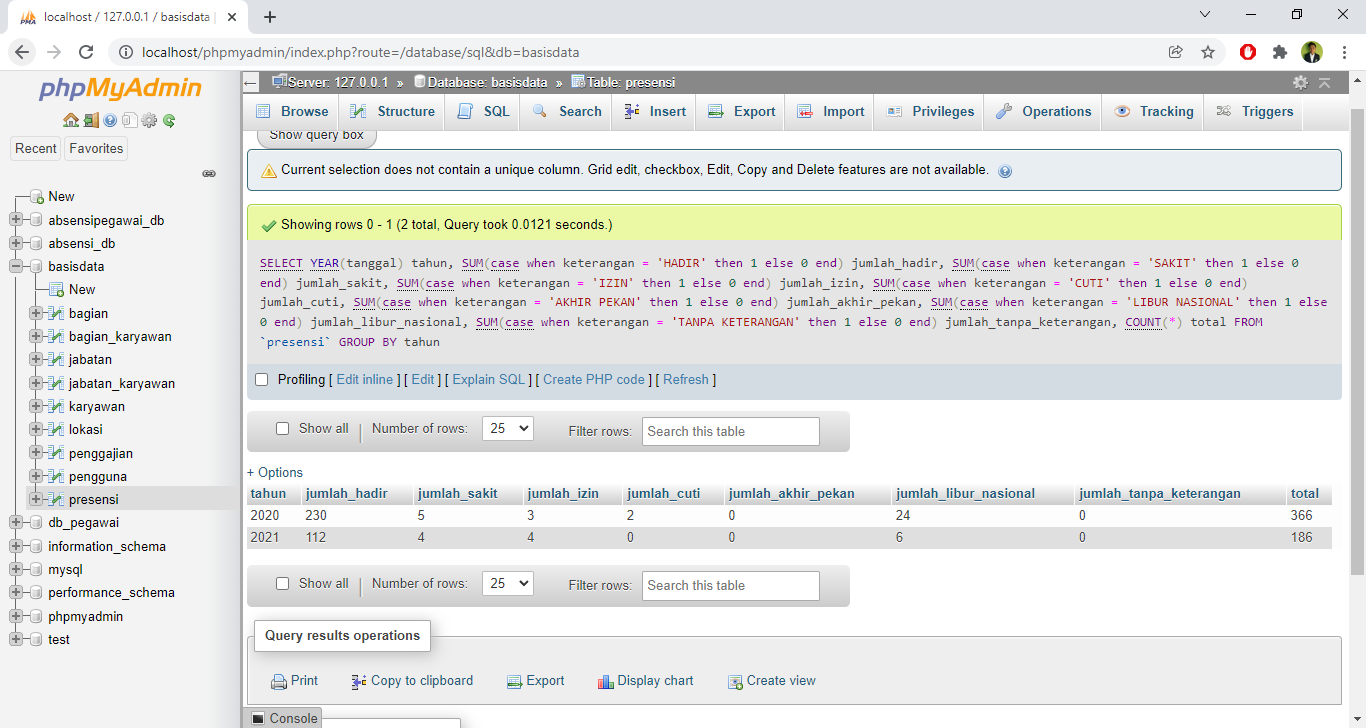 localhost / 127.0.0.1 / basisdata |
localhost/phpmyadmin/index.php?route=/database/sql&db=basisdata
phpMyAdmin
Recent Favorites
New
absensipegawai_db
absensi_db
basisdata
New
bagian
bagian_karyawan
jabatan
jabatan_karyawan
karyawan
lokasi
penggajian
pengguna
presensi
db_pegawai
information_schema
mysql
performance_schema
phpmyadmin
test
Server: 127.0.0.1 » Database: basisdata » Table: presensi
Browse Structure SQL Search Insert Export Import Privileges Operations Tracking Triggers
Show query box
Current selection does not contain a unique column. Grid edit, checkbox, Edit, Copy and Delete features are not available.
Showing rows 0 - 1 (2 total, Query took 0.0121 seconds.)
SELECT YEAR(tanggal) tahun, SUM(case when keterangan = 'HADIR' then 1 else 0 end) jumlah_hadir, SUM(case when keterangan = 'SAKIT' then 1 else 0
end) jumlah_sakit, SUM(case when keterangan = 'IZIN' then 1 else 0 end) jumlah_izin, SUM(case when keterangan = 'CUTI' then 1 else 0 end)
jumlah_cuti, SUM(case when keterangan = 'AKHIR PEKAN' then 1 else 0 end) jumlah_akhir_pekan, SUM(case when keterangan = 'LIBUR NASIONAL' then 1 else
0 end) jumlah_libur_nasional, SUM(case when keterangan = 'TANPA KETERANGAN' then 1 else 0 end) jumlah_tanpa_keterangan, COUNT(*) total FROM
`presensi` GROUP BY tahun
Profiling [ Edit inline ] [ Edit ] [ Explain SQL ] [ Create PHP code ] [ Refresh ]
Show all | Number of rows: 25 Filter rows: Search this table
+ Options
tahun jumlah_hadir jumlah_sakit jumlah_izin jumlah_cuti jumlah_akhir_pekan jumlah_libur_nasional jumlah_tanpa_keterangan total
2020 230 5 3 2 0 24 0 366
2021 112 4 4 0 0 6 0 186
Show all | Number of rows: 25 Filter rows: Search this table
Query results operations
Print Copy to clipboard Export Display chart Create view
Console